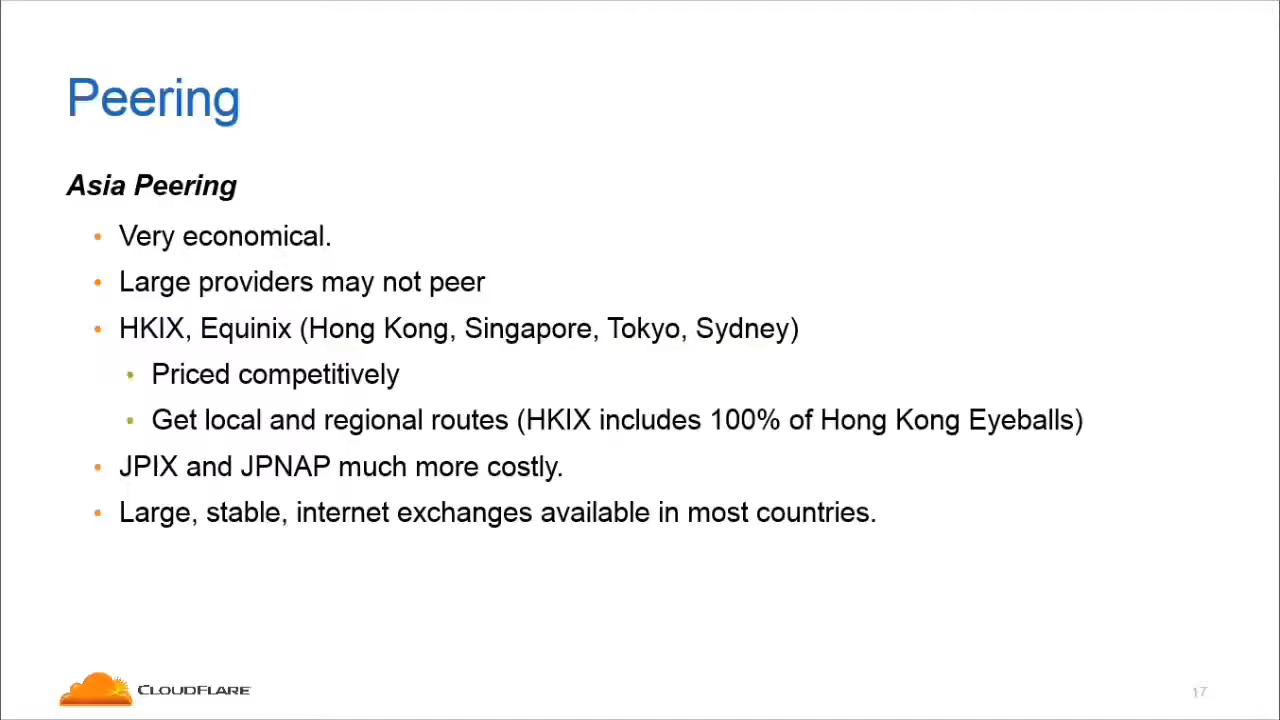 Peering
Asia Peering
• Very economical.
• Large providers may not peer
• HKIX, Equinix (Hong Kong, Singapore, Tokyo, Sydney)
• Priced competitively
• Get local and regional routes (HKIX includes 100% of Hong Kong Eyeballs)
• JPIX and JPNAP much more costly.
• Large, stable, internet exchanges available in most countries.
CLOUDFLARE
17